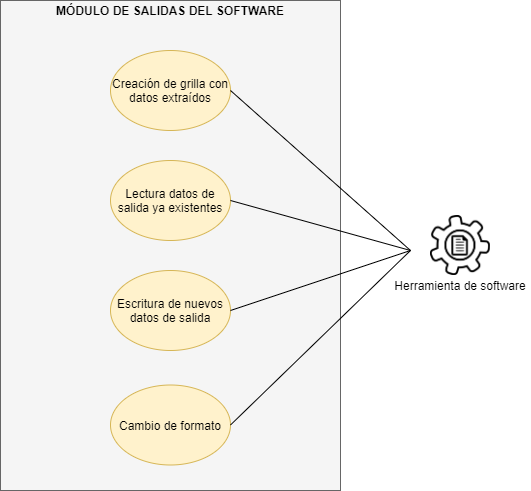 MÓDULO DE SALIDAS DEL SOFTWARE
Creación de grilla con
datos extraídos
Lectura datos de
salida ya existentes
Herramienta de software
Escritura de nuevos
datos de salida
Cambio de formato